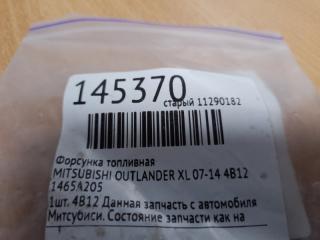 145370
старый 11290182
Форсунка топливная
MITSUBISHI OUTLANDER XL 07-14 4B12
1465A205
1шт. 4B12 Данная запчасть с автомобиля
Митсубиси. Состояние запчасти как на